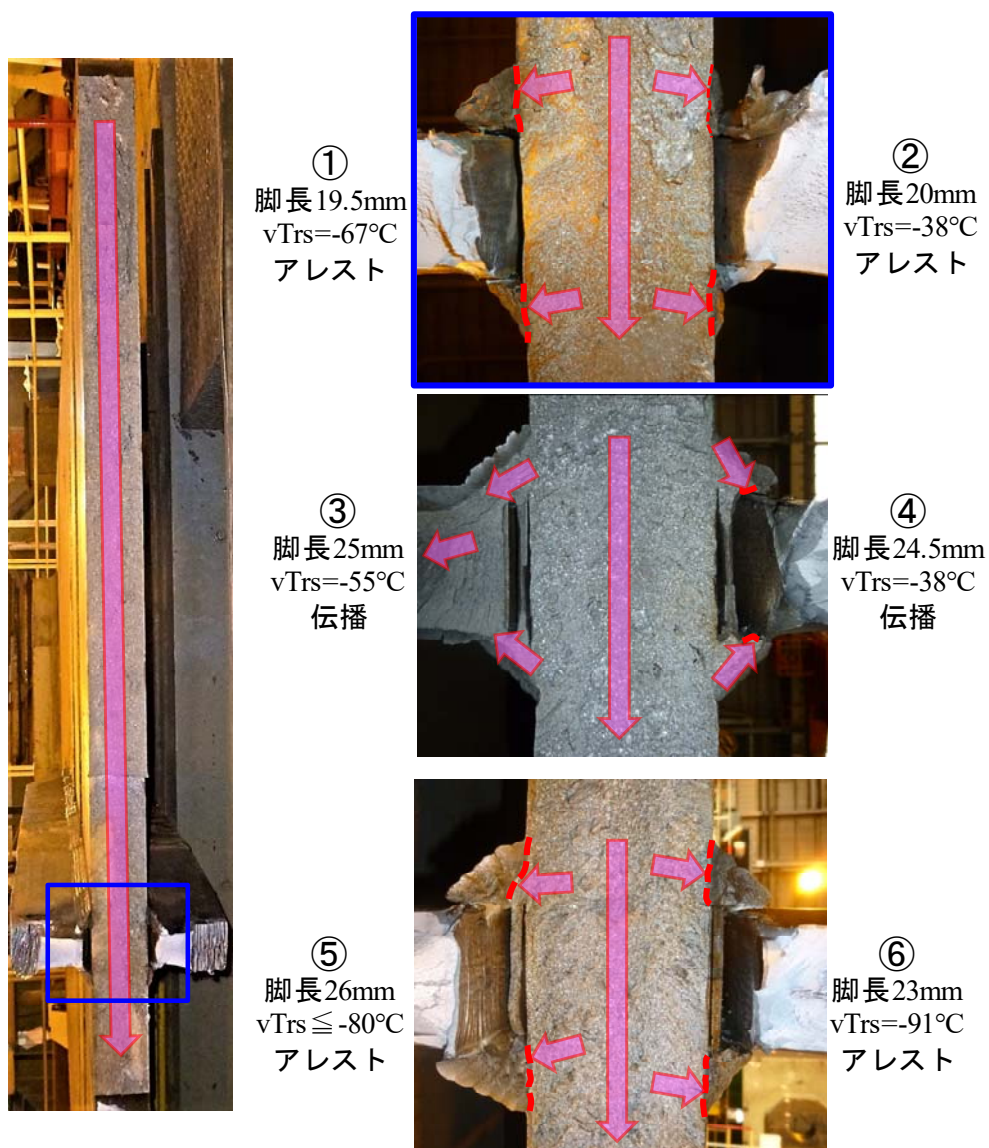 ①
脚長19.5mm
vTrs=-67℃
アレスト
②
脚長20mm
vTrs=-38℃
アレスト
③
脚長25mm
vTrs=-55℃
伝播
④
脚長24.5mm
vTrs=-38℃
伝播
⑤
脚長26mm
vTrs≦-80℃
アレスト
⑥
脚長23mm
vTrs=-91℃
アレスト